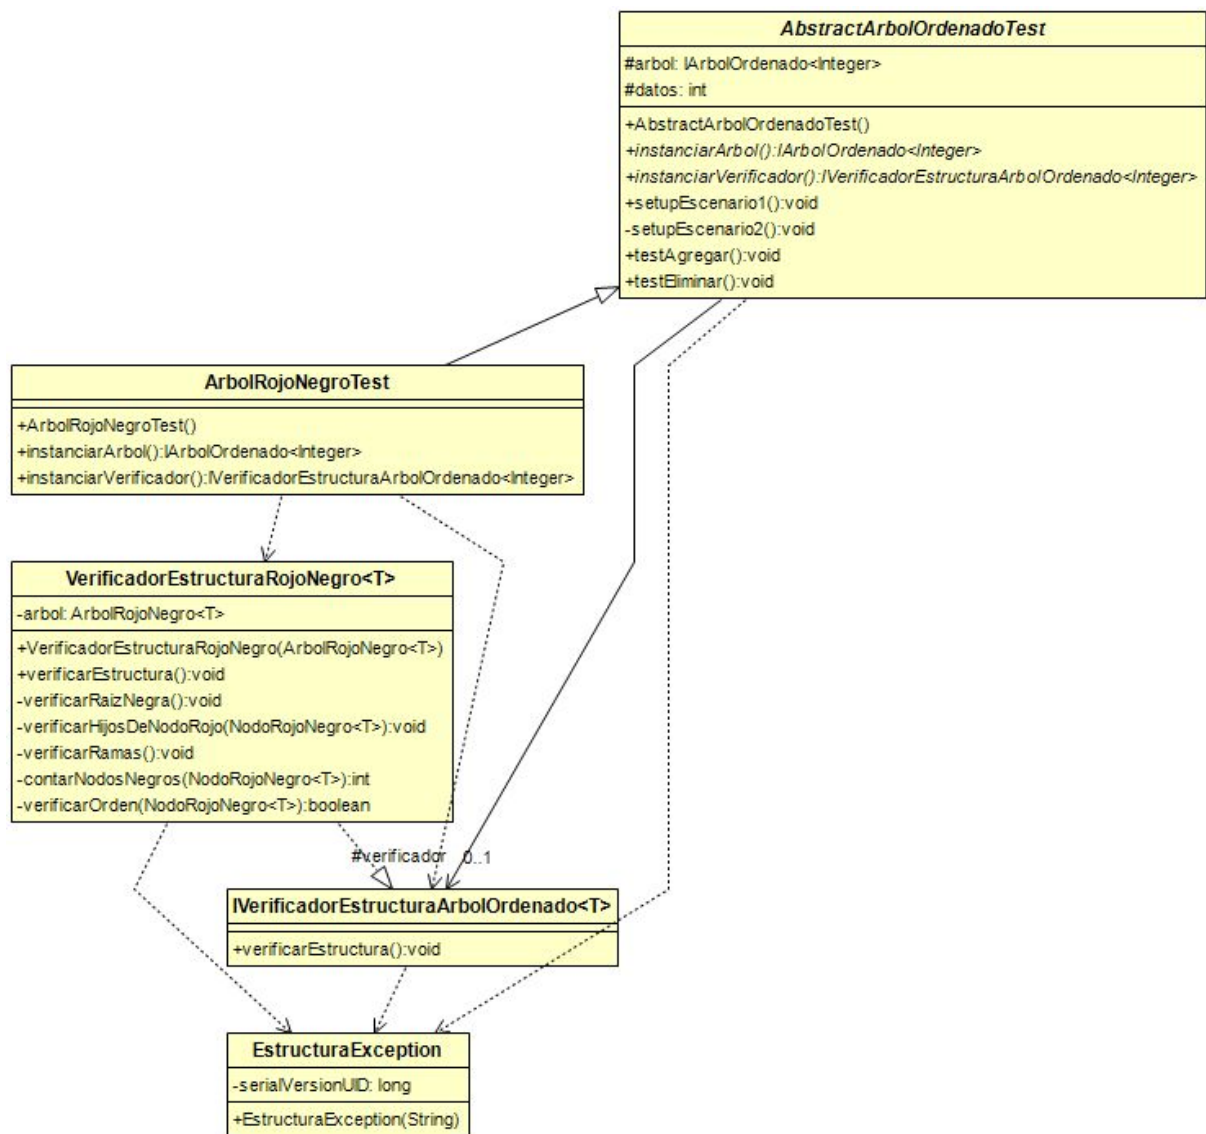 AbstractArbolOrdenadoTest
#arbol: IArbolOrdenado<Integer>
#datos: int
+AbstractArbolOrdenadoTest()
+instanciarArbol():IArbolOrdenado<Integer>
+instanciarVerificador():IVerificadorEstructuraArbolOrdenado<Integer>
+setupEscenario1():void
-setupEscenario2():void
+testAgregar():void
+testEliminar():void
ArbolRojoNegroTest
+ArbolRojoNegroTest()
+instanciarArbol():IArbolOrdenado<Integer>
+instanciarVerificador():IVerificadorEstructuraArbolOrdenado<Integer>
VerificadorEstructuraRojoNegro<T>
-arbol: ArbolRojoNegro<T>
+VerificadorEstructuraRojoNegro(ArbolRojoNegro<T>)
+verificarEstructura():void
-verificarRaizNegra():void
-verificarHijosDeNodoRojo(NodoRojoNegro<T>):void
-verificarRamas():void
-contarNodosNegros(NodoRojoNegro<T>):int
-verificarOrden(NodoRojoNegro<T>):boolean
#verificador 0..1
IVerificadorEstructuraArbolOrdenado<T>
+verificarEstructura():void
EstructuraException
-serialVersionUID: long
+EstructuraException(String)